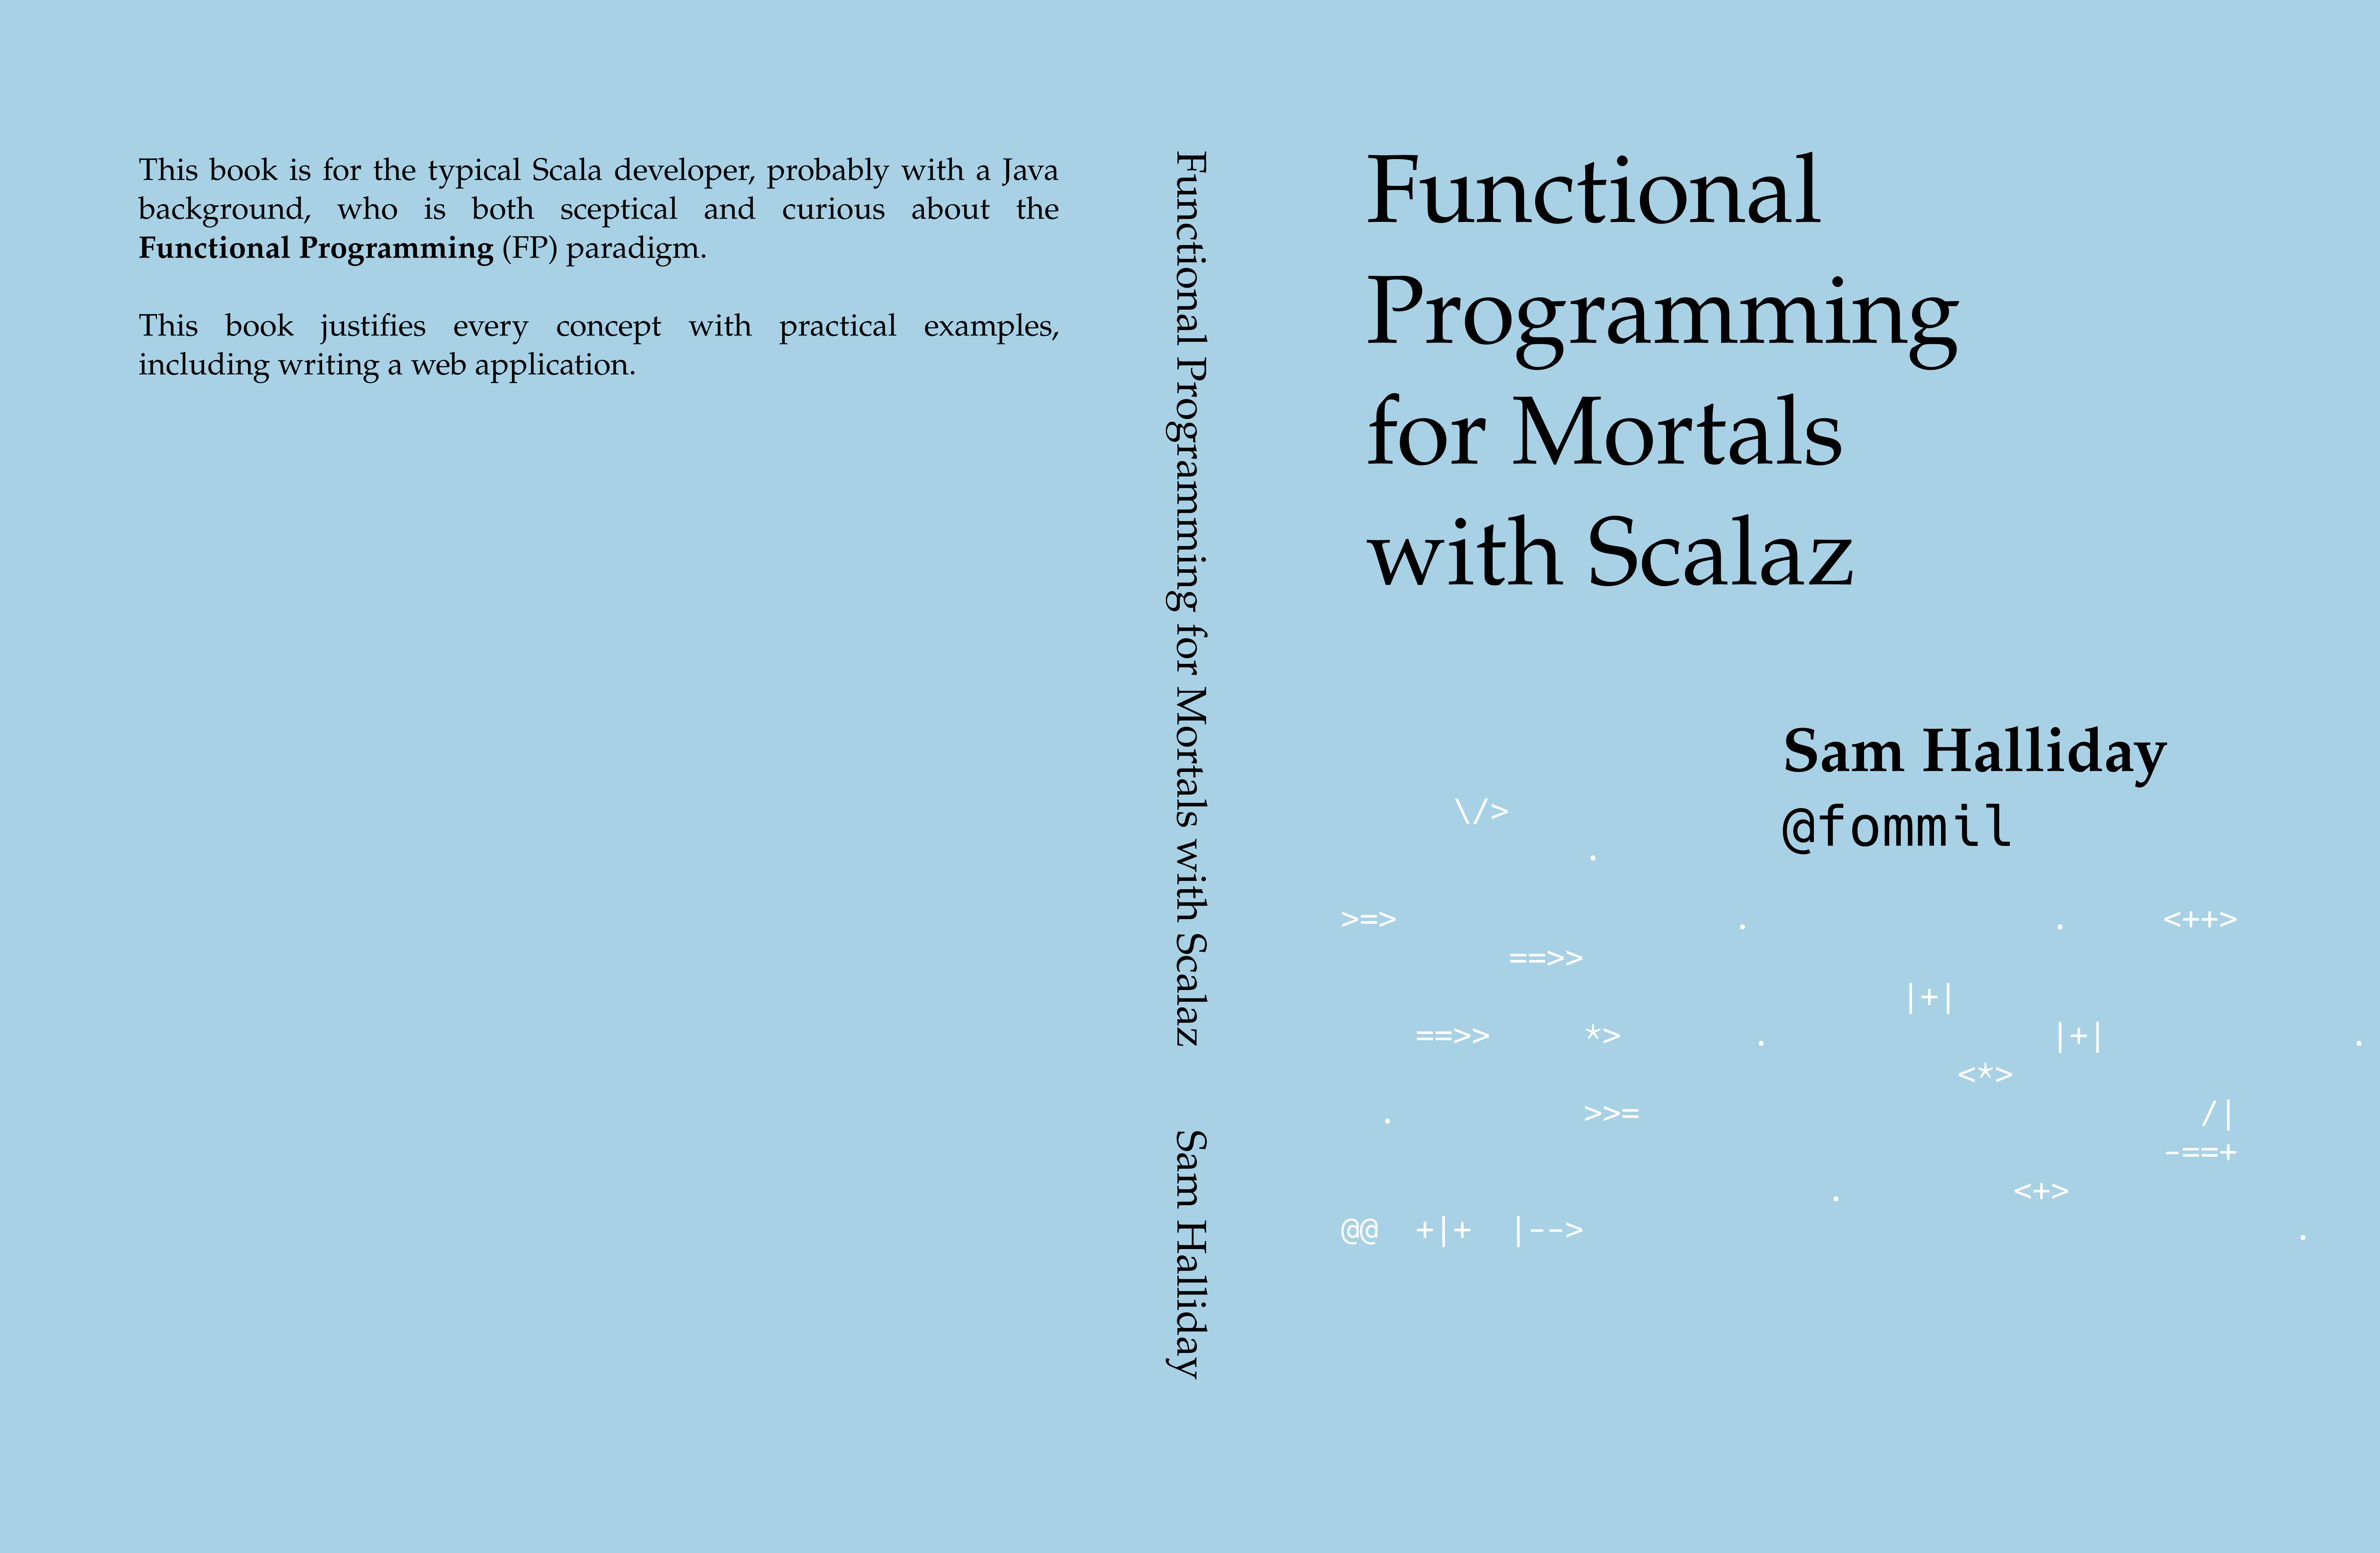 This book is for the typical Scala developer, probably with a Java
background, who is both sceptical and curious about the
Functional Programming (FP) paradigm.
This book justifies every concept with practical examples,
including writing a web application.
Functional Programming for Mortals with Scalaz Sam Halliday
Functional
Programming
for Mortals
with Scalaz
Sam Halliday
@fommil
\/>
.
>=> . . <++>
==>>
|+|
==>> *> . |+| .
<*>
. >>= /|
-==+
. <+>
@@ +|+ |--> .